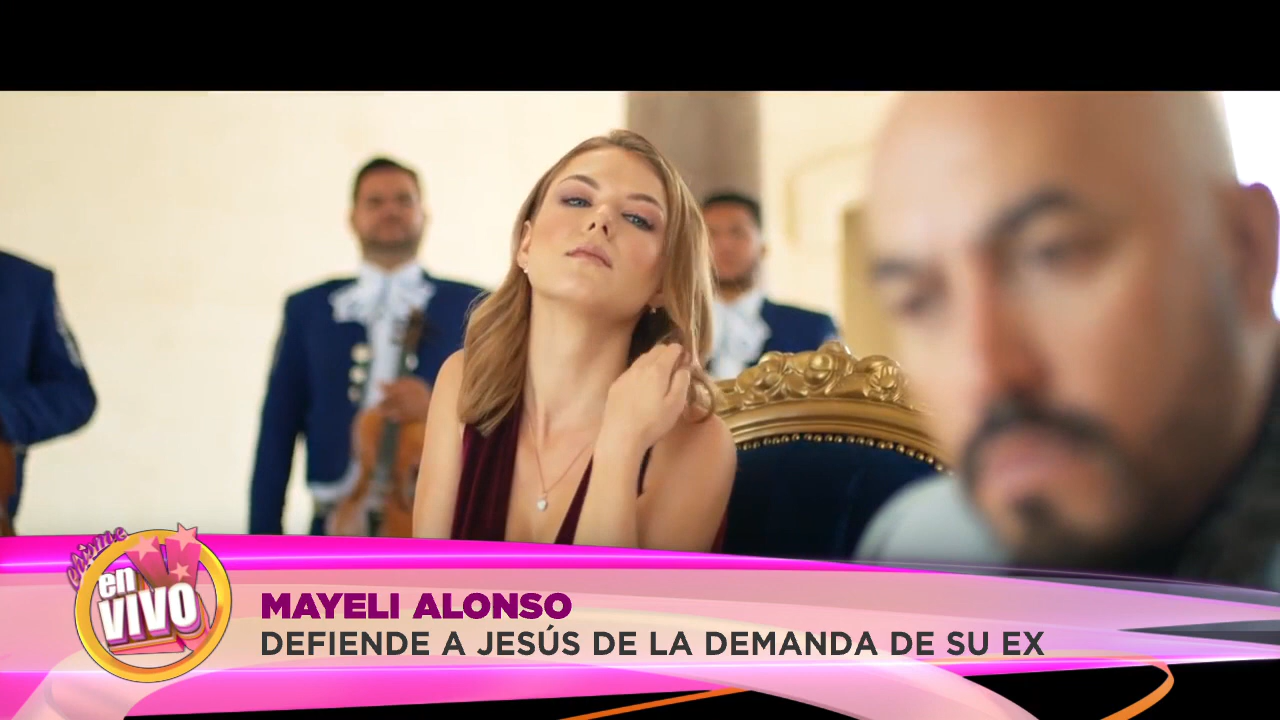 chisme
en
VIVO
MAYELI ALONSO
DEFIENDE A JESÚS DE LA DEMANDA DE SU EX